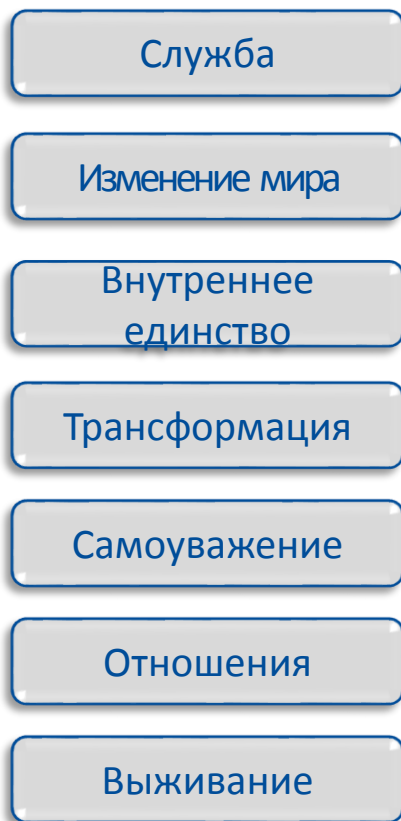 Служба
Изменение мира
Внутреннее
единство
Трансформация
Самоуважение
Отношения
Выживание